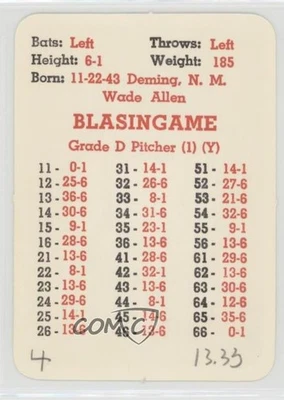 Bats: Left Throws: Left
Height: 6-1 Weight: 185
Born: 11-22-43 Deming, N. M.
Wade Allen
BLASINGAME
Grade D Pitcher (1) (Y)
11 - 0-1 31 - 14-1 51 - 14-1
12 - 25-6 32 - 26-6 52 - 27-6
13 - 36-6 33 - 8-1 53 - 23-6
14 - 30-6 34 - 31-6 54 - 20-6
15 - 9-1 35 - 23-1 55 - 9-1
16 - 28-6 36 - 13-6 56 - 29-6
21 - 13-6 41 - 28-6 61 - 13-6
22 - 8-1 42 - 32-1 62 - 13-6
23 - 13-6 43 - 13-6 63 - 13-6
24 - 29-6 44 - 8-1 64 - 32-6
25 - 14-1 45 - 14-6 65 - 35-6
26 - 13-6 46 - 13-6 66 - 0-1
COMC
4 13.33